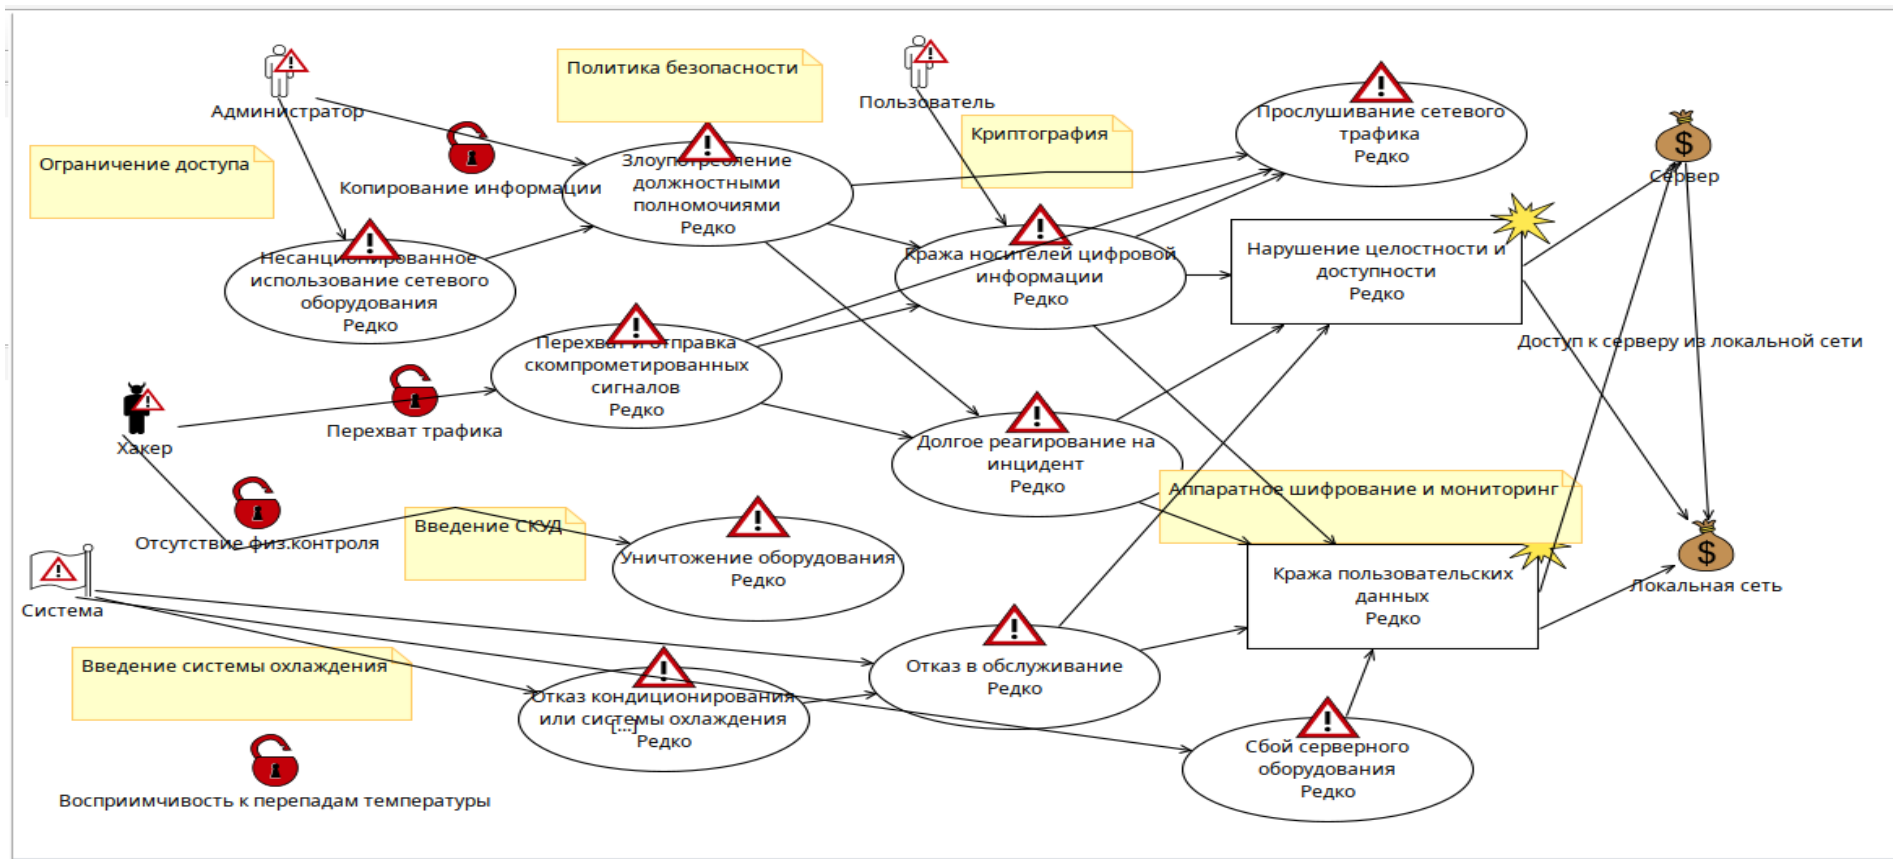 Администратор
Политика безопасности
Пользователь
Криптография
Прослушивание сетевого
трафика
Редко
Ограничение доступа
Копирование информации
Злоупотребление
должностными
полномочиями
Редко
Сервер
Несанкционированное
использование сетевого
оборудования
Редко
Кража носителей цифровой
информации
Редко
Нарушение целостности и
доступности
Редко
Доступ к серверу из локальной сети
Перехват и отправка
скомпрометированных
сигналов
Редко
Хакер
Перехват трафика
Долгое реагирование на
инцидент
Редко
Аппаратное шифрование и мониторинг
Отсутствие физ.контроля
Введение СКУД
Уничтожение оборудования
Редко
Кража пользовательских
данных
Редко
Локальная сеть
Система
Введение системы охлаждения
Отказ кондиционирования
или системы охлаждения
[...]
Редко
Отказ в обслуживание
Редко
Сбой серверного
оборудования
Редко
Восприимчивость к перепадам температуры